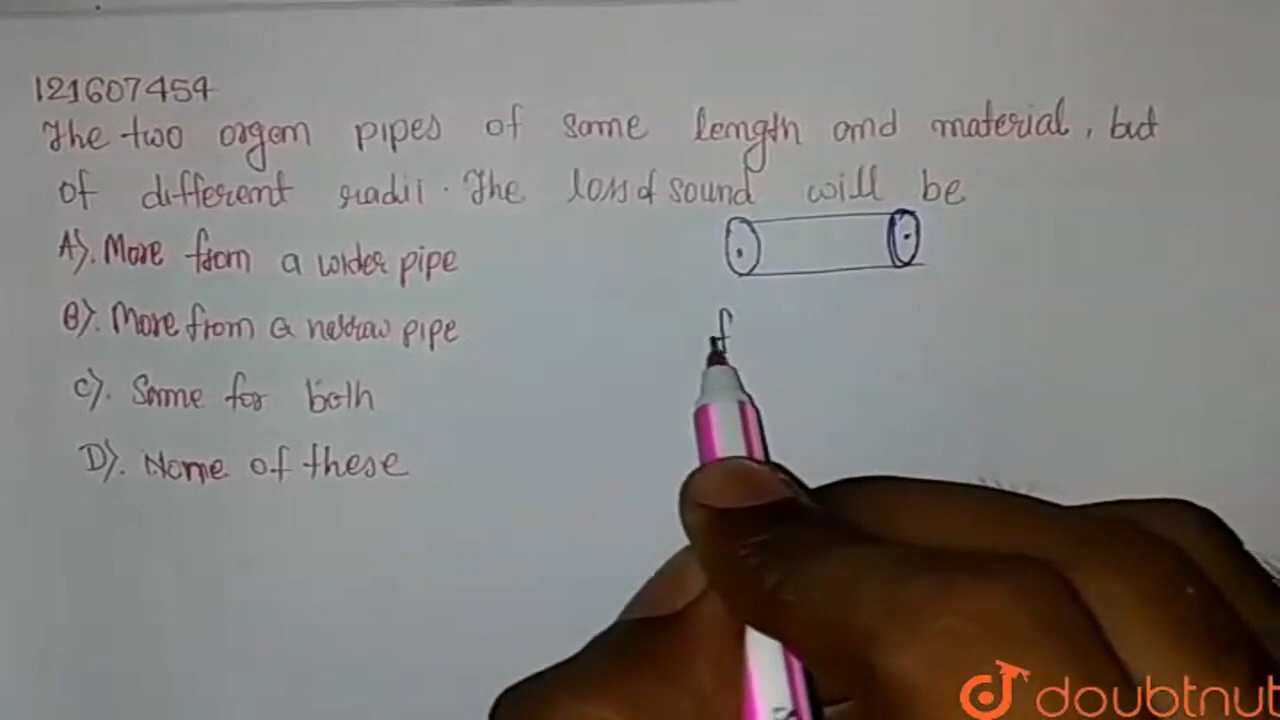 121607454
The two organ pipes of same length and material, but
of different radii. The loss of sound will be
A). More from a wider pipe
B). More from a narrow pipe
C). Same for both
D). None of these
f
doubtnut